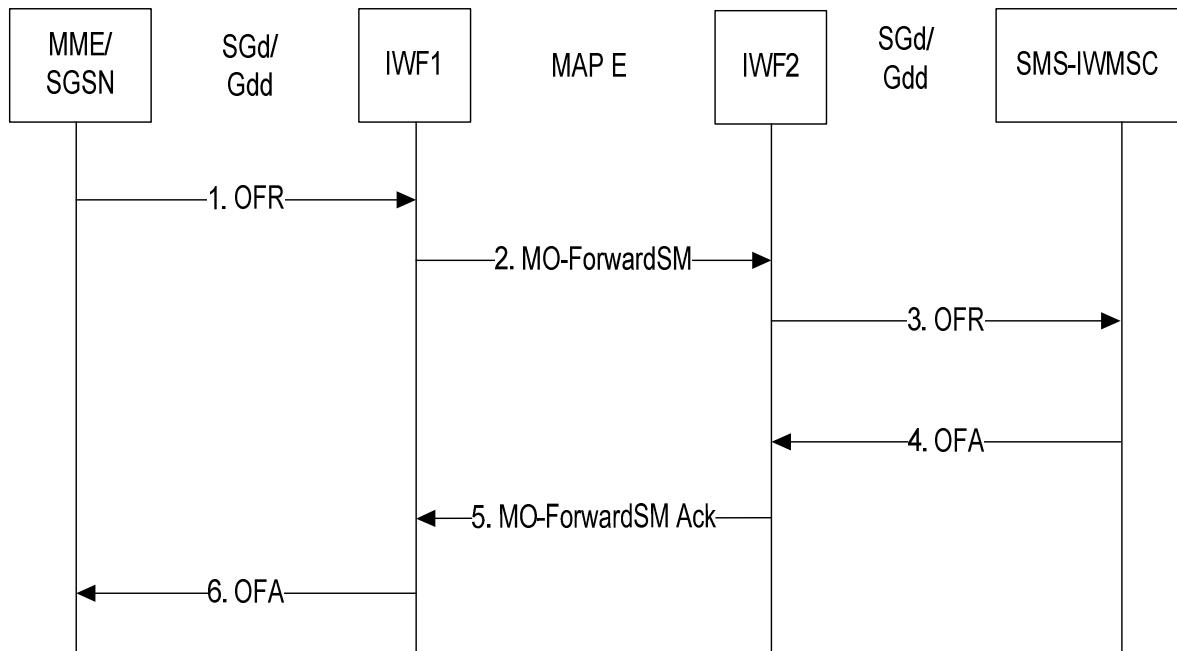 MME/
SGSN
SGd/
Gdd
IWF1
MAP E
IWF2
SGd/
Gdd
SMS-IWMSC
1. OFR
2. MO-ForwardSM
3. OFR
4. OFA
5. MO-ForwardSM Ack
6. OFA